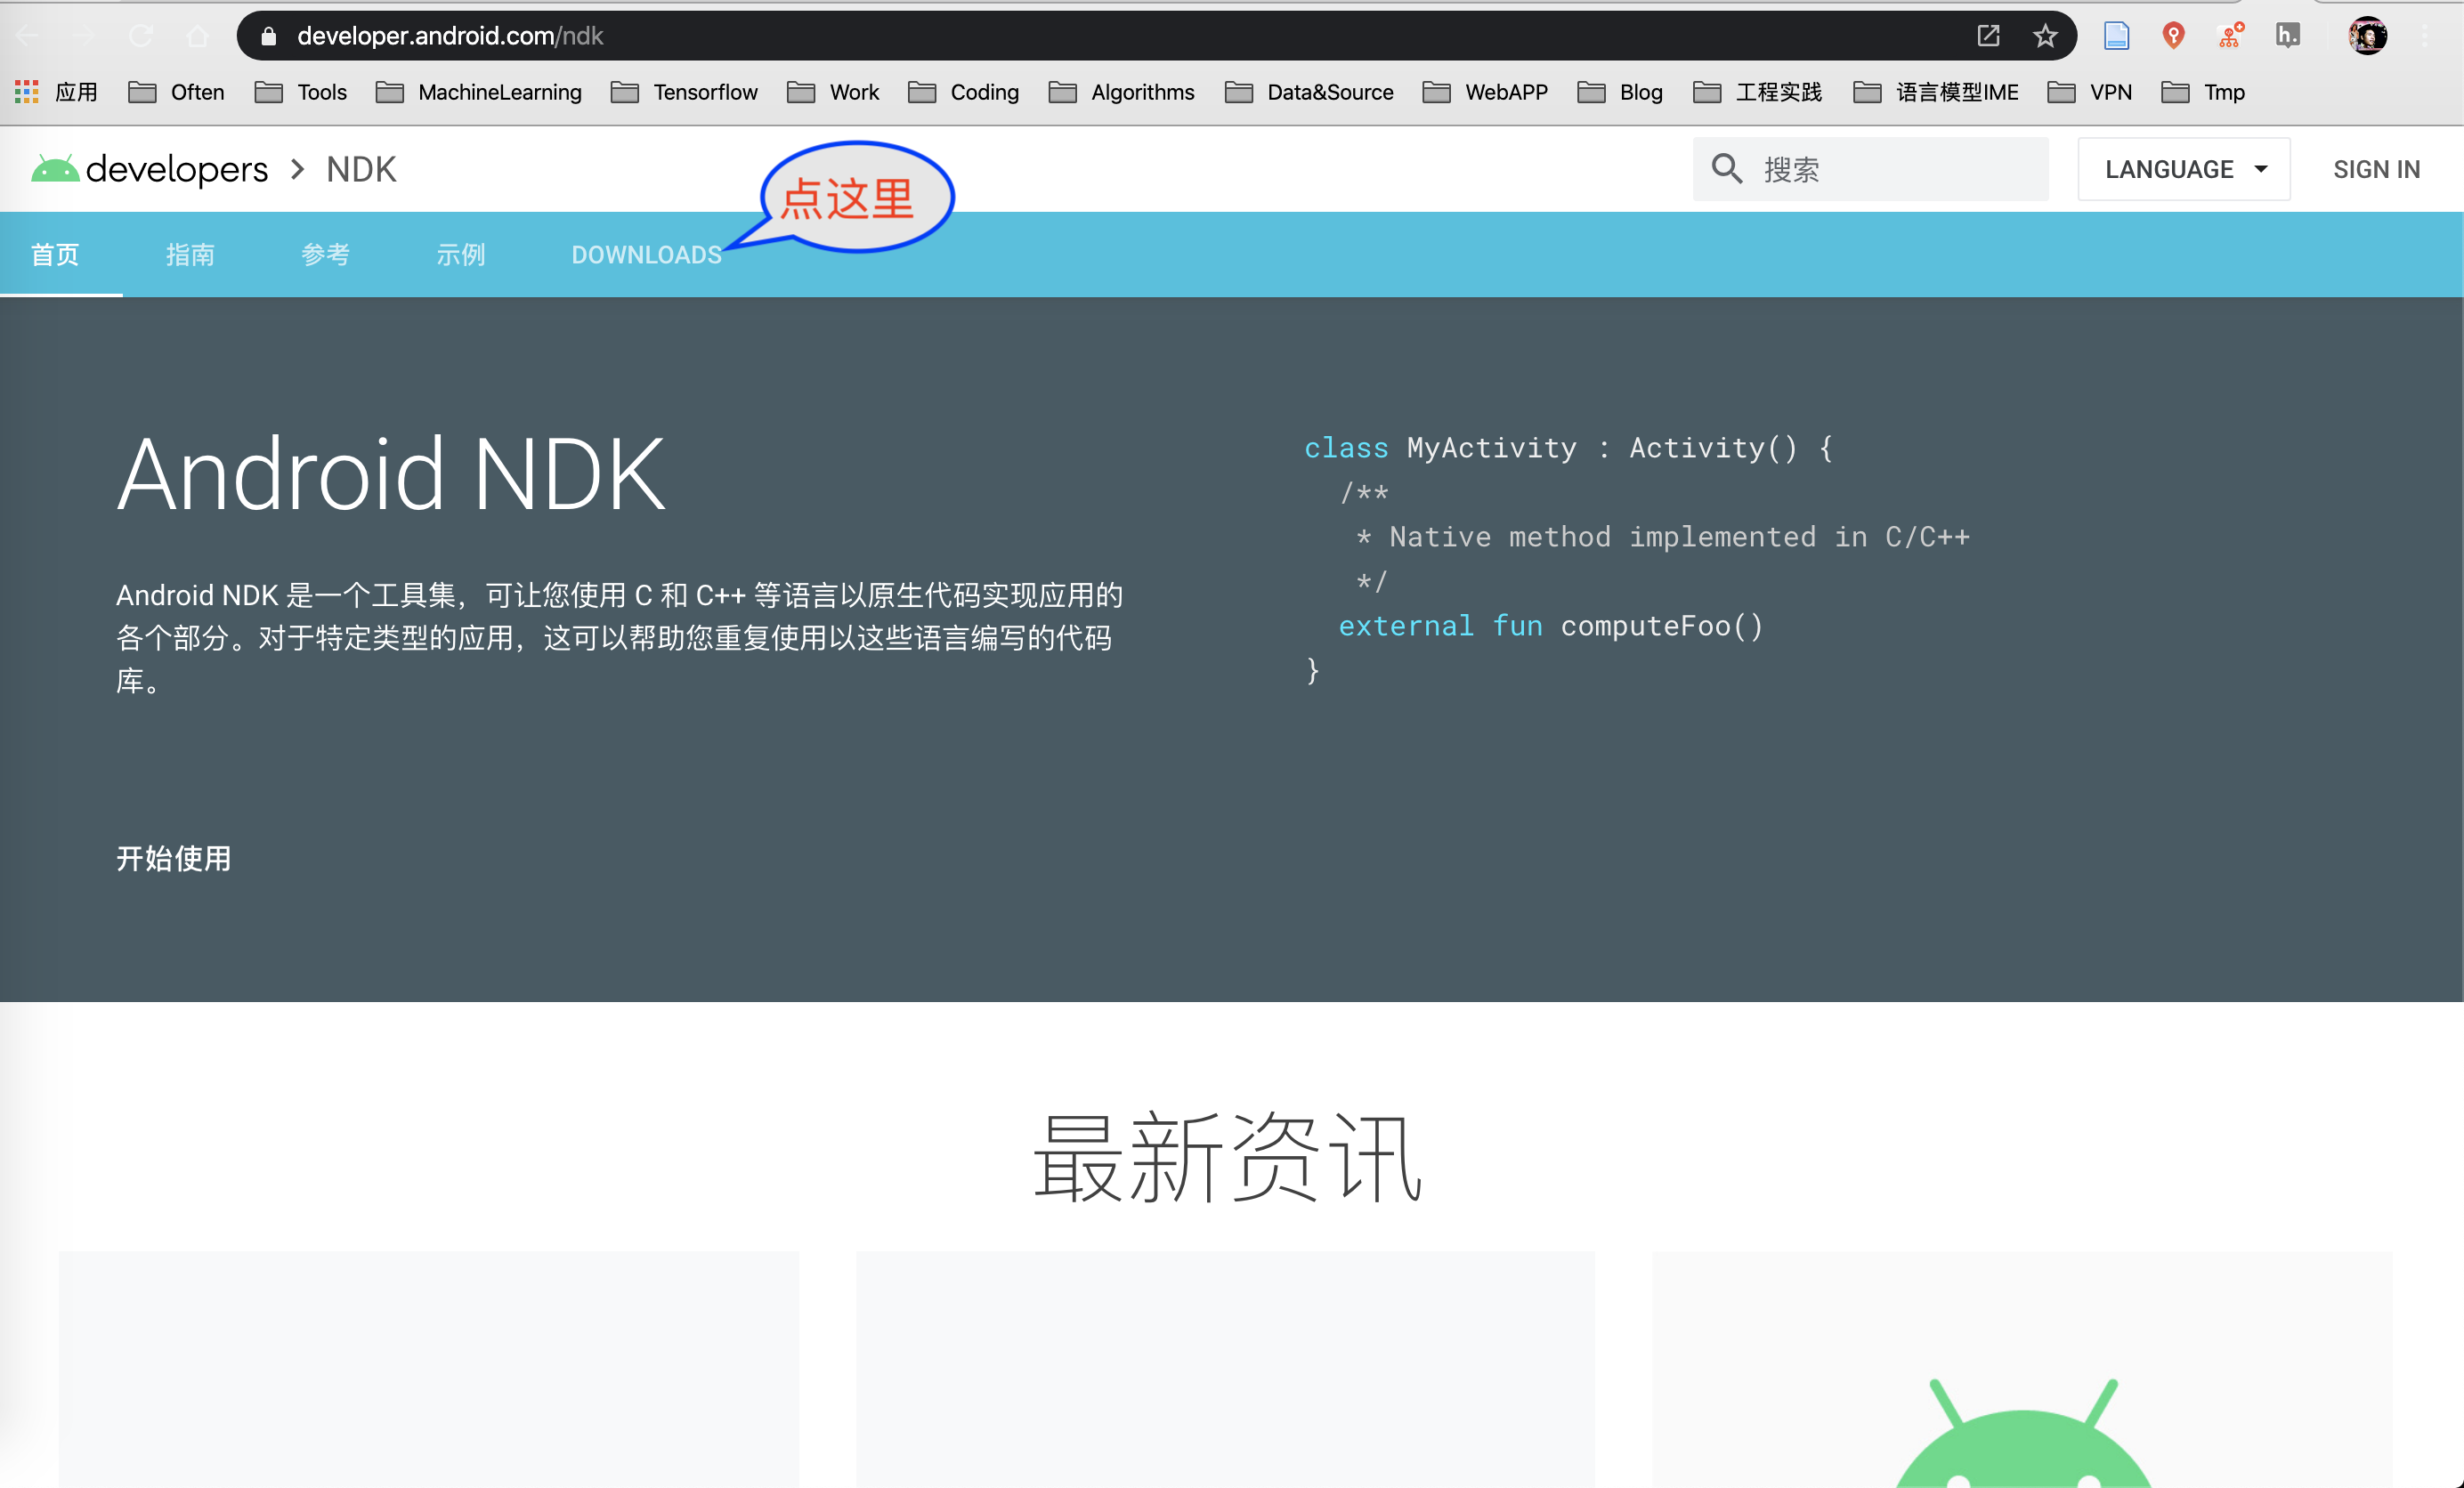 developer.android.com/ndk
应用 Often Tools MachineLearning Tensorflow Work Coding Algorithms Data&Source WebAPP Blog 工程实践 语言模型IME VPN Tmp
developers > NDK
点这里
搜索
LANGUAGE
SIGN IN
首页 指南 参考 示例 DOWNLOADS
Android NDK
Android NDK 是一个工具集，可让您使用 C 和 C++ 等语言以原生代码实现应用的
各个部分。对于特定类型的应用，这可以帮助您重复使用以这些语言编写的代码
库。
开始使用
class MyActivity : Activity() {
/**
* Native method implemented in C/C++
*/
external fun computeFoo()
}
最新资讯
h.